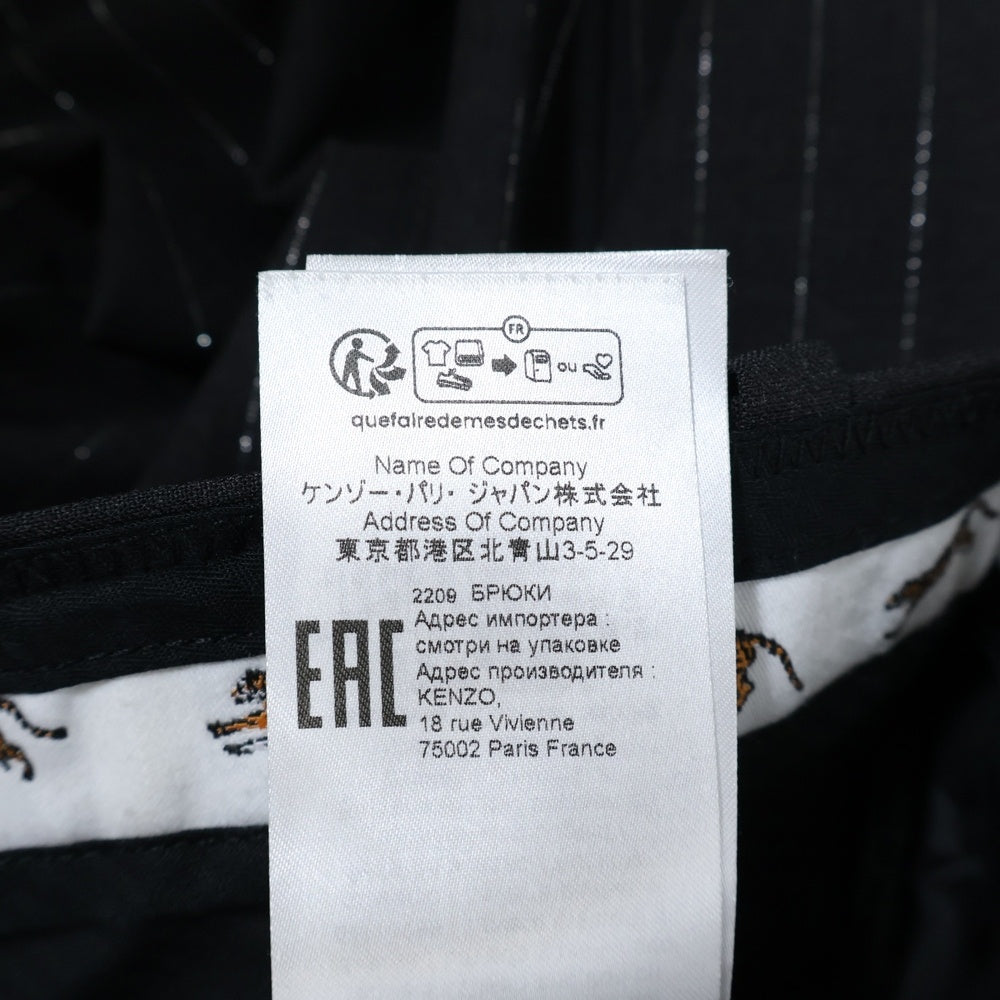 FR
ou
quefairedemesdechets.fr
Name Of Company
ケンゾー・パリ・ジャパン株式会社
Address Of Company
東京都港区北青山3-5-29
2209 БРЮКИ
Адрес импортера :
смотри на упаковке
Адрес производителя :
KENZO,
18 rue Vivienne
75002 Paris France
EAC